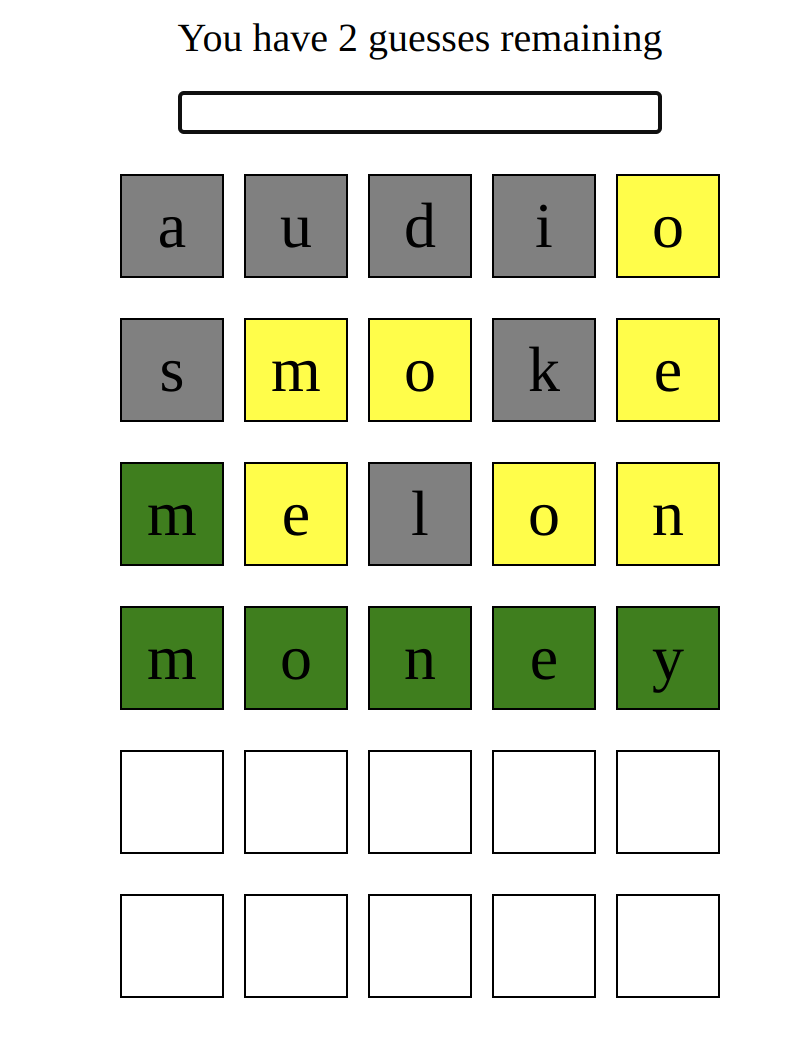 You have 2 guesses remaining
a u d i o
s m o k e
m e l o n
m o n e y